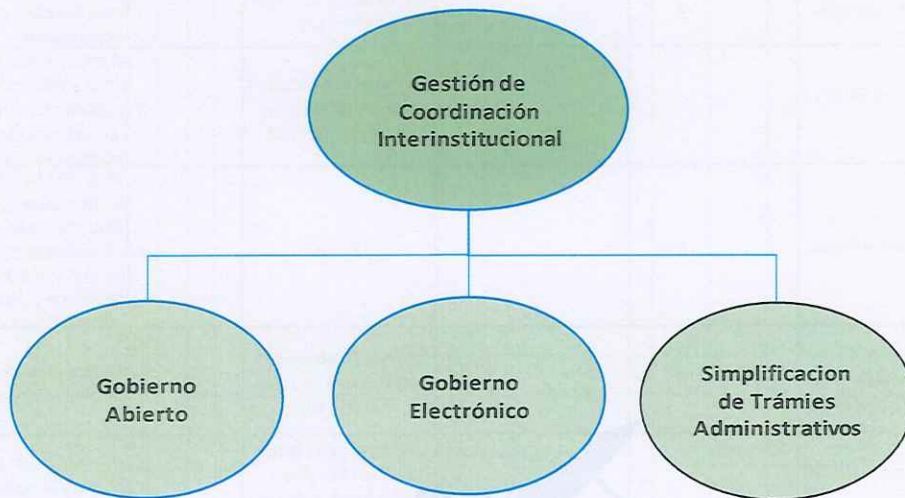 Gestión de
Coordinación
Interinstitucional
Gobierno
Abierto
Gobierno
Electrónico
Simplificacion
de Trámies
Administrativos